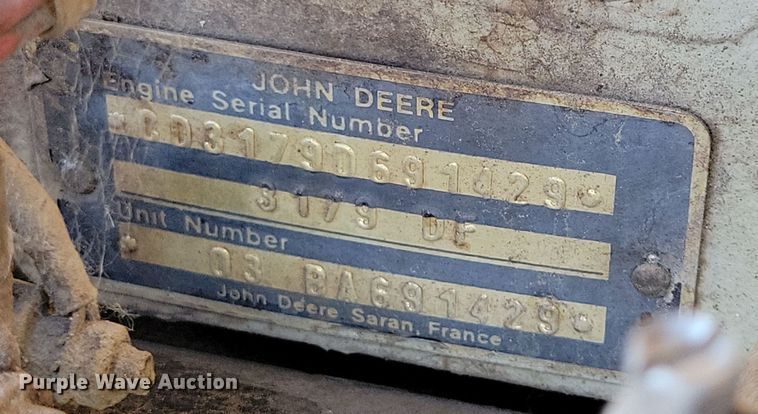 JOHN DEERE
Engine Serial Number
*CD3179D691429*
3179 DF
Unit Number
* 03 BA691429*
John Deere Saran, France
Purple Wave Auction